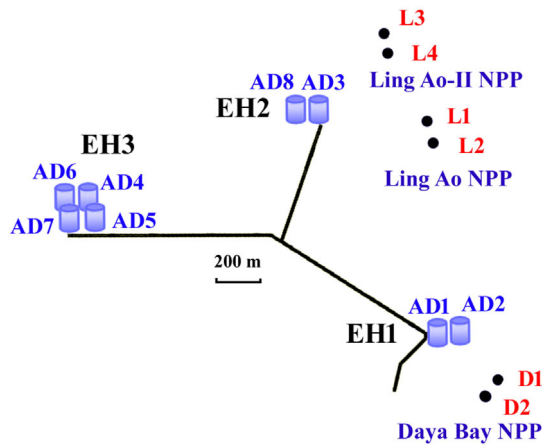 L3
L4
Ling Ao-II NPP
AD8 AD3
EH2
L1
L2
Ling Ao NPP
EH3
AD6
AD4
AD7
AD5
200 m
AD1
AD2
EH1
D1
D2
Daya Bay NPP